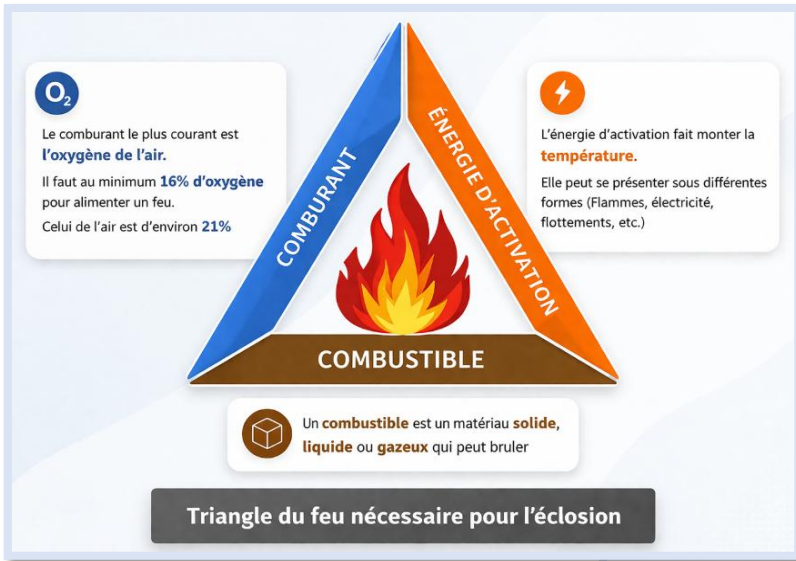 O₂
Le comburant le plus courant est
l'oxygène de l'air.
Il faut au minimum 16% d'oxygène
pour alimenter un feu.
Celui de l'air est d'environ 21%
COMBURANT
ÉNERGIE D'ACTIVATION
L'énergie d'activation fait monter la
température.
Elle peut se présenter sous différentes
formes (Flammes, électricité,
flottements, etc.)
COMBUSTIBLE
Un combustible est un matériau solide,
liquide ou gazeux qui peut bruler
Triangle du feu nécessaire pour l'éclosion